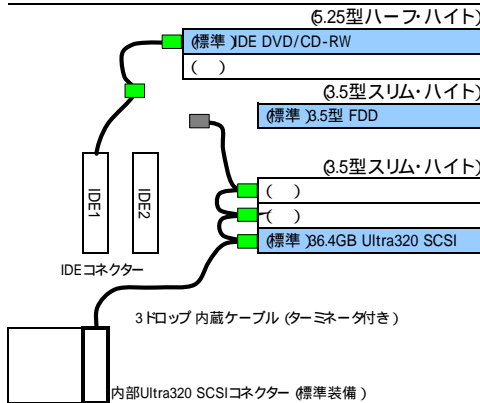 (5.25型ハーフ・ハイト)
(標準)IDE DVD/CD-RW
(　)
(3.5型スリム・ハイト)
(標準)3.5型 FDD
(3.5型スリム・ハイト)
(　)
(　)
(標準)36.4GB Ultra320 SCSI
IDE1
IDE2
IDEコネクター
3ドロップ 内蔵ケーブル (ターミネータ付き)
内部Ultra320 SCSIコネクター (標準装備)